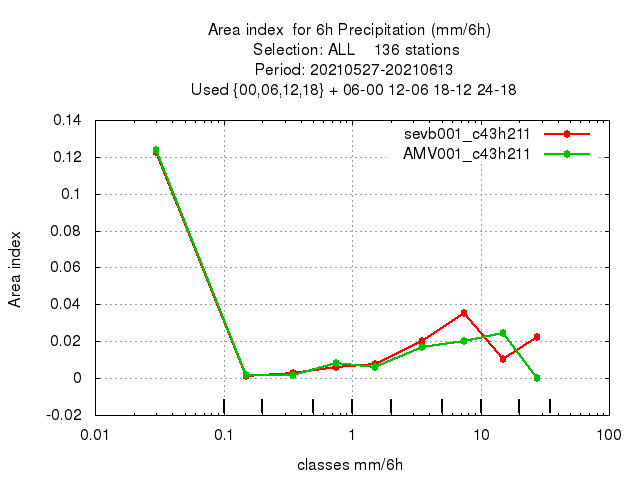 Area index  for 6h Precipitation (mm/6h)
Selection: ALL    136 stations
Period: 20210527-20210613
Used {00,06,12,18} + 06-00 12-06 18-12 24-18
sevb001_c43h211
AMV001_c43h211
0.14
0.12
0.1
0.08
0.06
0.04
0.02
0
-0.02
Area index
0.01
0.1
1
10
100
classes mm/6h